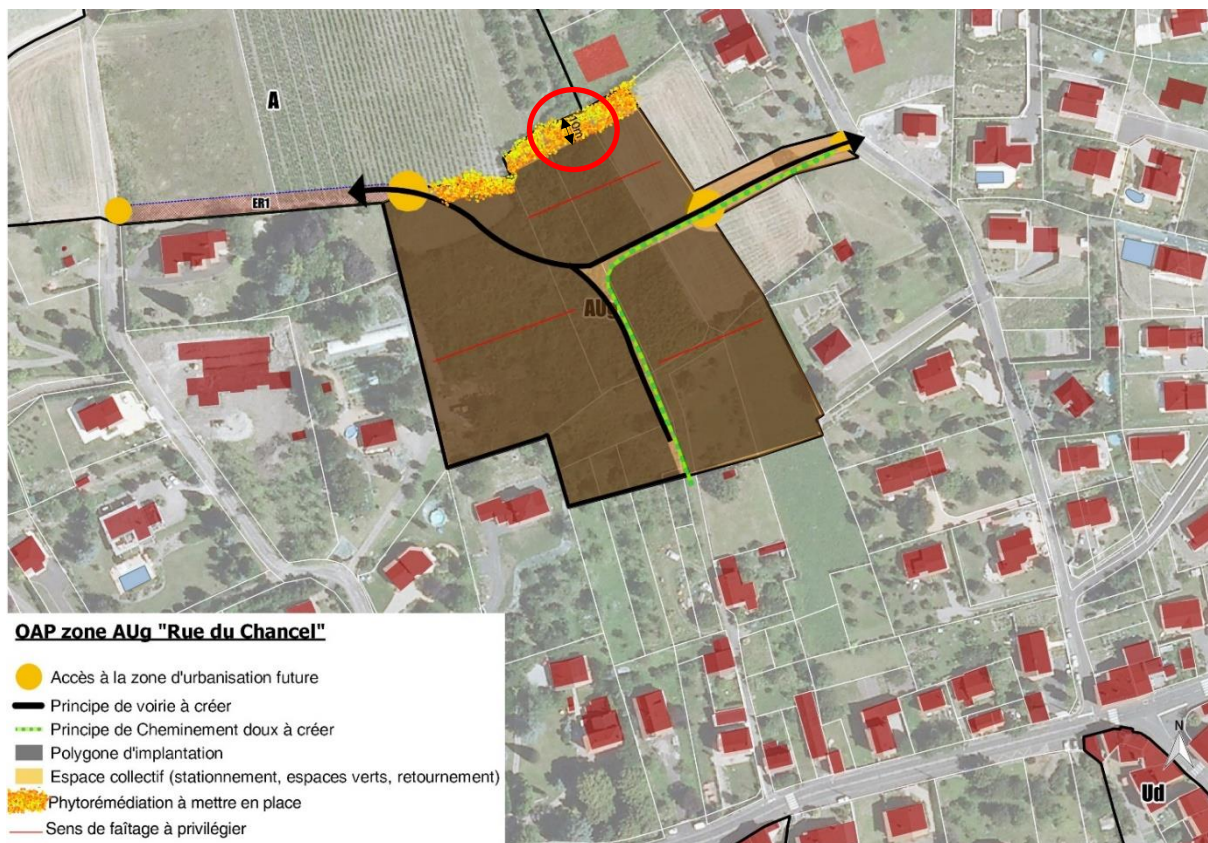 A
10m
ER1
AUg
OAP zone AUg "Rue du Chancel"
Accès à la zone d'urbanisation future
Principe de voirie à créer
Principe de Cheminement doux à créer
Polygone d'implantation
Espace collectif (stationnement, espaces verts, retournement)
Phytorémédiation à mettre en place
Sens de faîtage à privilégier
N
Ud